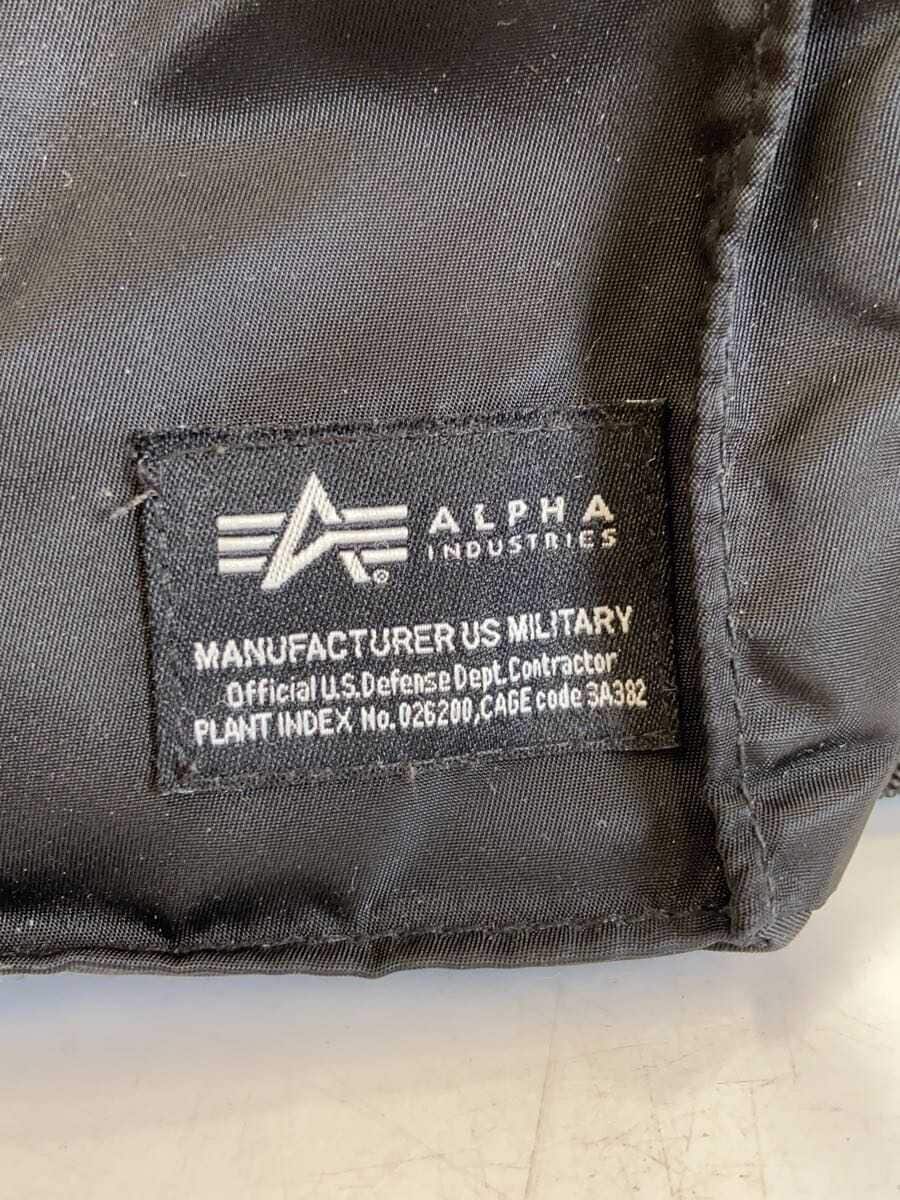 ALPHA
INDUSTRIES
MANUFACTURER US MILITARY
Official U.S. Defense Dept. Contractor
PLANT INDEX No. 026200, CAGE code 3A382